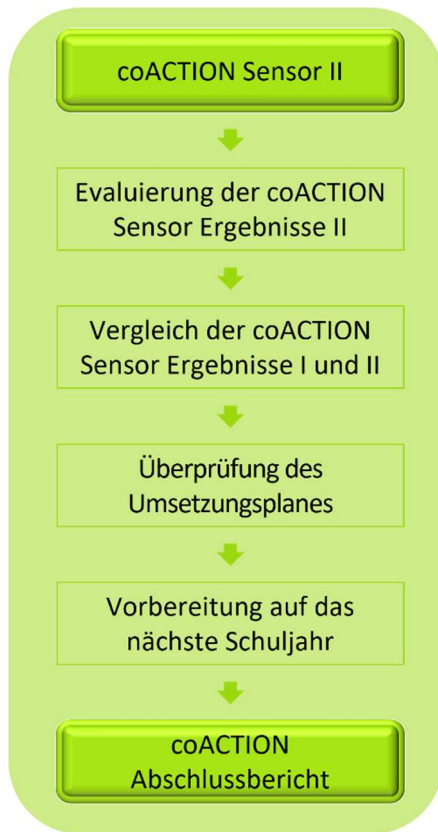 coACTION Sensor II
Evaluierung der coACTION
Sensor Ergebnisse II
Vergleich der coACTION
Sensor Ergebnisse I und II
Überprüfung des
Umsetzungsplanes
Vorbereitung auf das
nächste Schuljahr
coACTION
Abschlussbericht